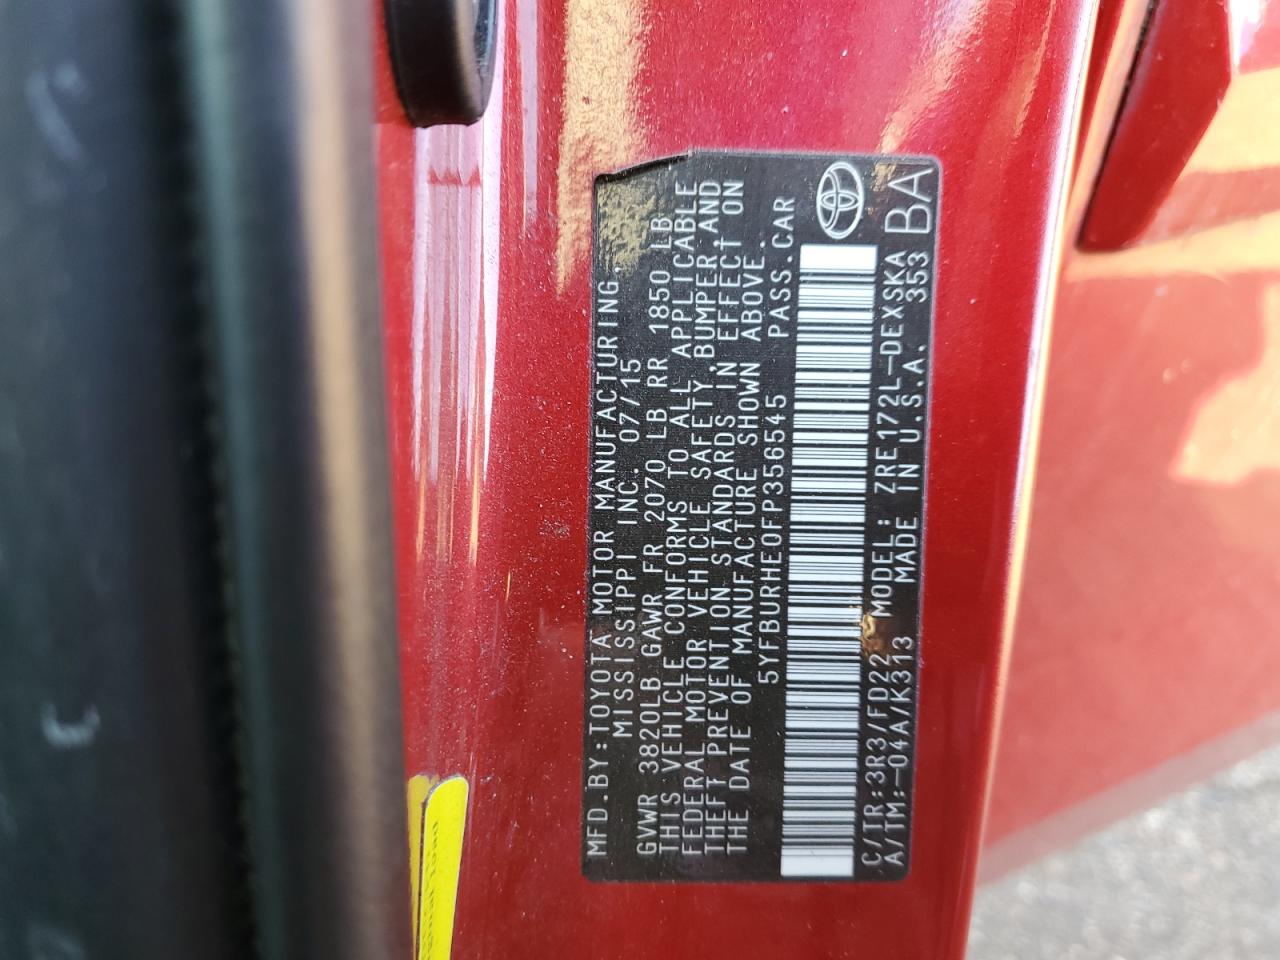 MFD.BY:TOYOTA MOTOR MANUFACTURING,
MISSISSIPPI INC. 07/15
GVWR 3820LB GAWR FR 2070 LB RR 1850 LB
THIS VEHICLE CONFORMS TO ALL APPLICABLE
FEDERAL MOTOR VEHICLE SAFETY,BUMPER,AND
THEFT PREVENTION STANDARDS IN EFFECT ON
THE DATE OF MANUFACTURE SHOWN ABOVE.
5YFBURHE0FP356545 PASS.CAR
C/TR:3R3/FD22 MODEL: ZRE172L-DEXSKA
A/TM:-04A/K313 MADE IN U.S.A. 353 BA